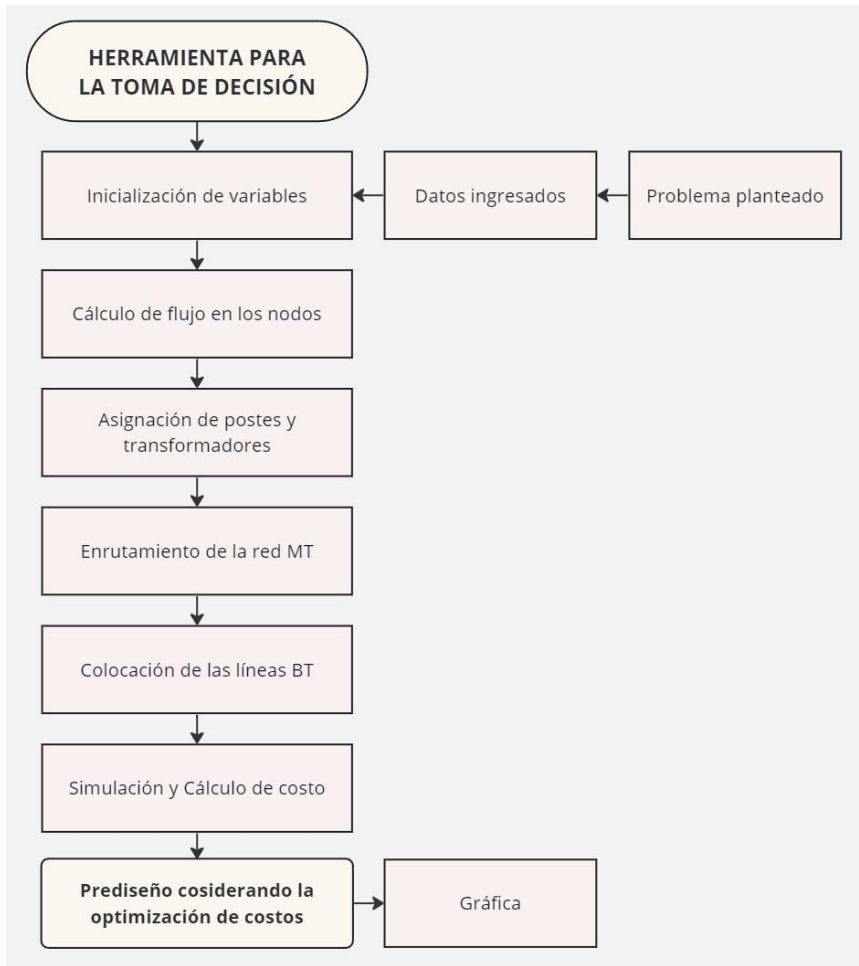 HERRAMIENTA PARA
LA TOMA DE DECISIÓN
Inicialización de variables
Datos ingresados
Problema planteado
Cálculo de flujo en los nodos
Asignación de postes y
transformadores
Enrutamiento de la red MT
Colocación de las líneas BT
Simulación y Cálculo de costo
Prediseño cosiderando la
optimización de costos
Gráfica